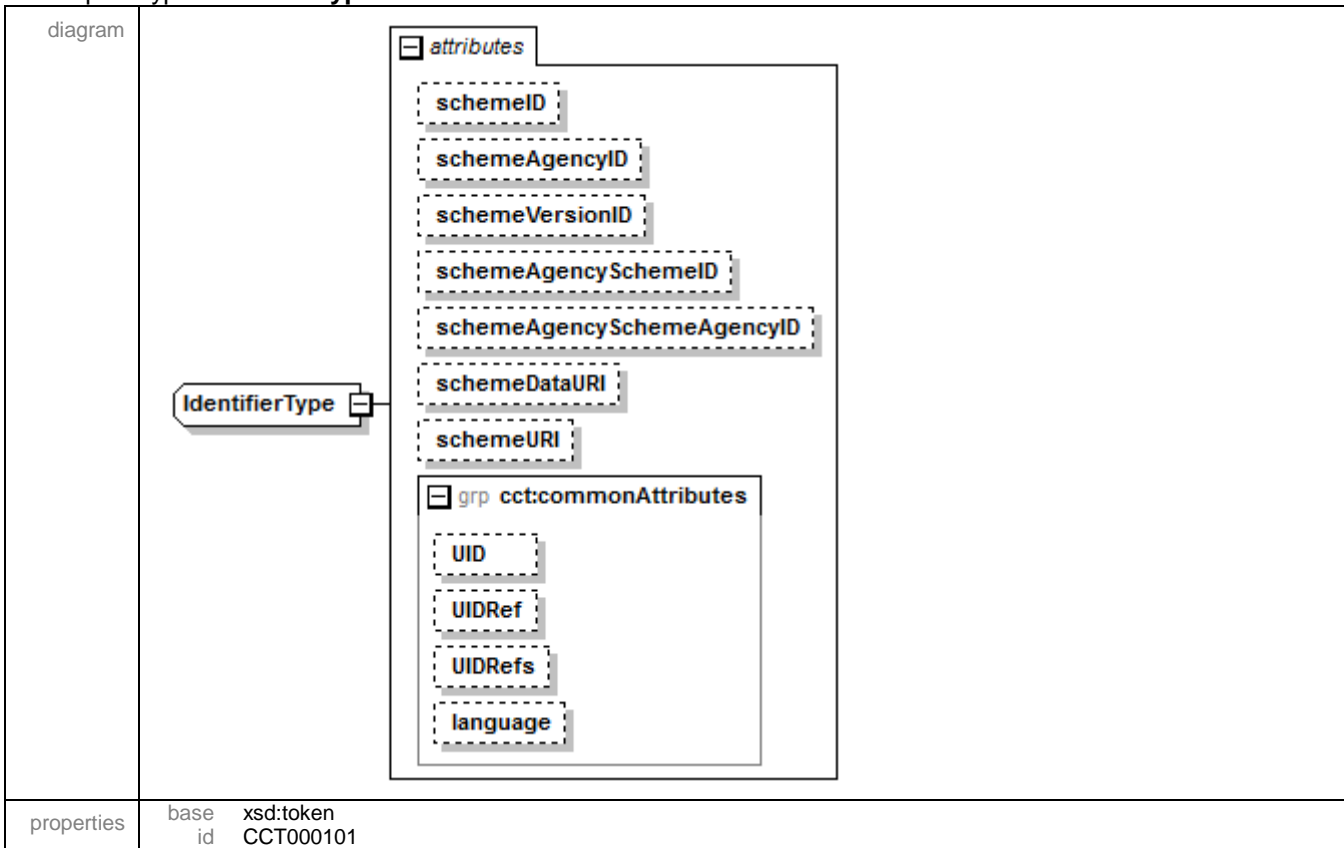 diagram
attributes
schemeID
schemeAgencyID
schemeVersionID
schemeAgencySchemeID
schemeAgencySchemeAgencyID
schemeDataURI
IdentifierType
schemeURI
grp cct:commonAttributes
UID
UIDRef
UIDRefs
language
properties
base xsd:token
id CCT000101